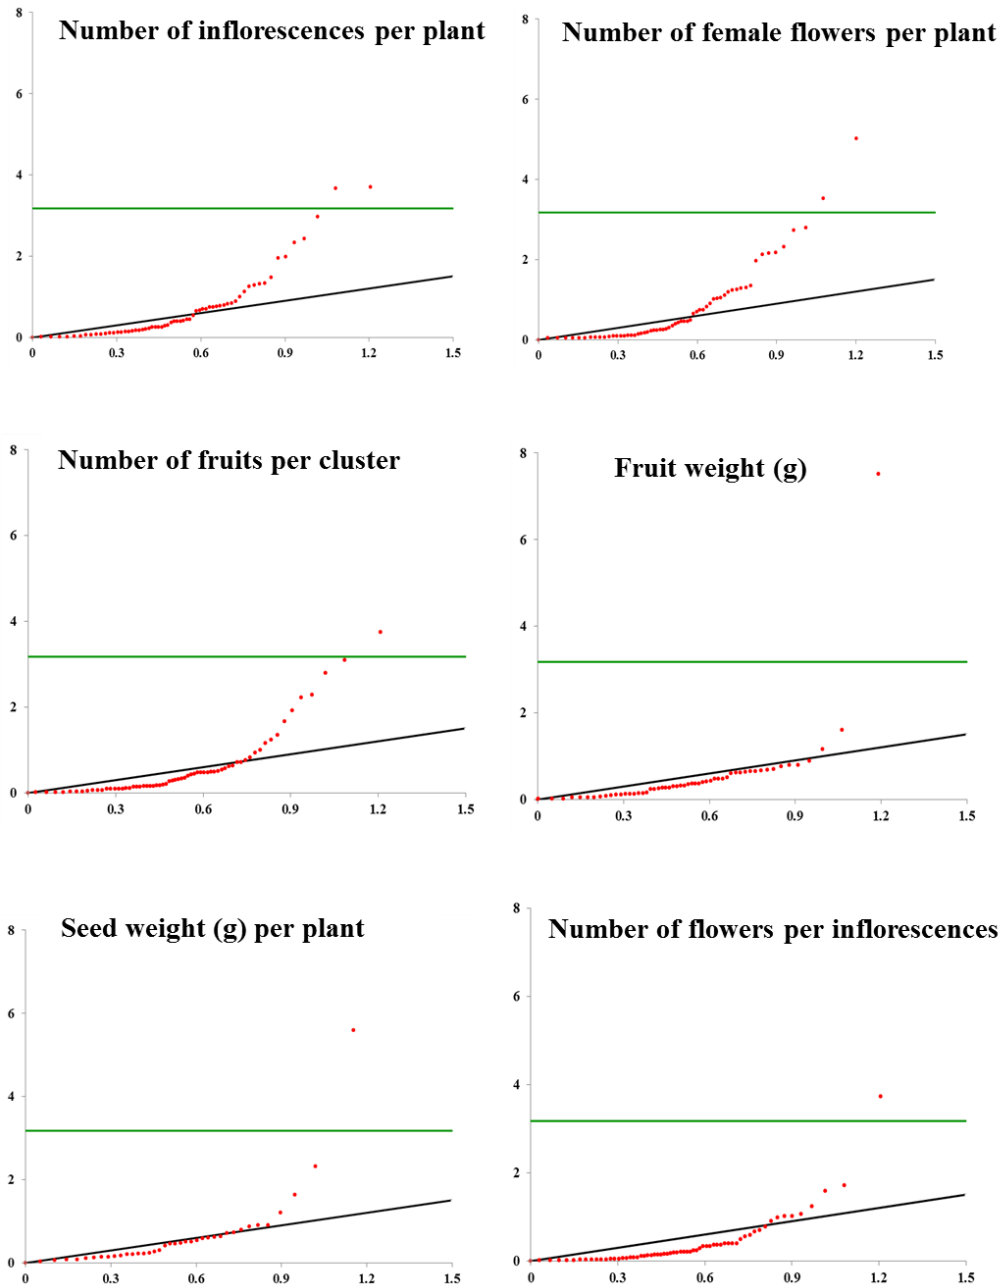 Number of inflorescences per plant
8
6
4
2
0
0 0.3 0.6 0.9 1.2 1.5
Number of female flowers per plant
8
6
4
2
0
0 0.3 0.6 0.9 1.2 1.5
Number of fruits per cluster
8
6
4
2
0
0 0.3 0.6 0.9 1.2 1.5
Fruit weight (g)
8
6
4
2
0
0 0.3 0.6 0.9 1.2 1.5
Seed weight (g) per plant
8
6
4
2
0
0 0.3 0.6 0.9 1.2 1.5
Number of flowers per inflorescences
8
6
4
2
0
0 0.3 0.6 0.9 1.2 1.5